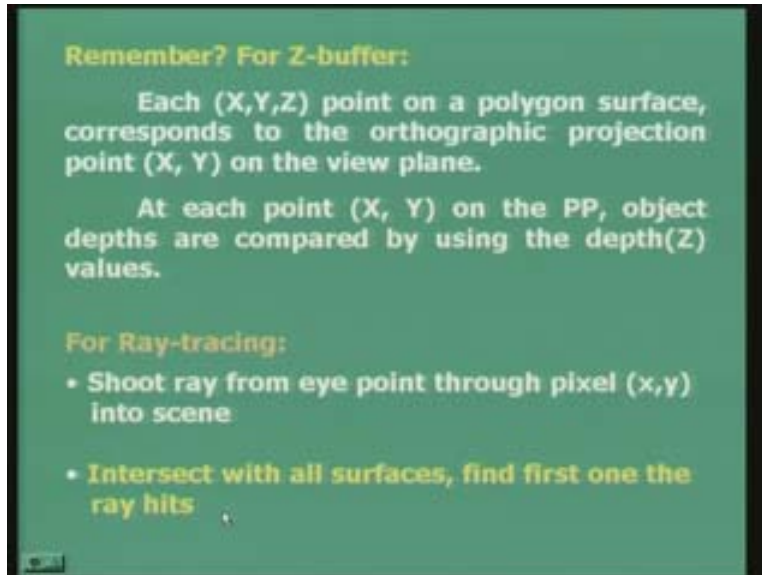 Remember? For Z-buffer:
Each (X,Y,Z) point on a polygon surface,
corresponds to the orthographic projection
point (X, Y) on the view plane.
At each point (X, Y) on the PP, object
depths are compared by using the depth(Z)
values.
For Ray-tracing:
• Shoot ray from eye point through pixel (x,y)
into scene
• Intersect with all surfaces, find first one the
ray hits